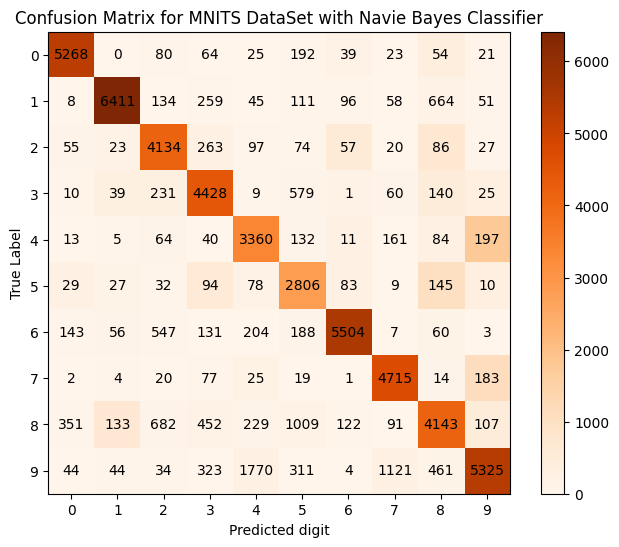 Confusion Matrix for MNITS DataSet with Navie Bayes Classifier
0 5268 0 80 64 25 192 39 23 54 21
1 8 6411 134 259 45 111 96 58 664 51
2 55 23 4134 263 97 74 57 20 86 27
3 10 39 231 4428 9 579 1 60 140 25
4 13 5 64 40 3360 132 11 161 84 197
5 29 27 32 94 78 2806 83 9 145 10
6 143 56 547 131 204 188 5504 7 60 3
7 2 4 20 77 25 19 1 4715 14 183
8 351 133 682 452 229 1009 122 91 4143 107
9 44 44 34 323 1770 311 4 1121 461 5325
0 1 2 3 4 5 6 7 8 9
Predicted digit
True Label
6000
5000
4000
3000
2000
1000
0